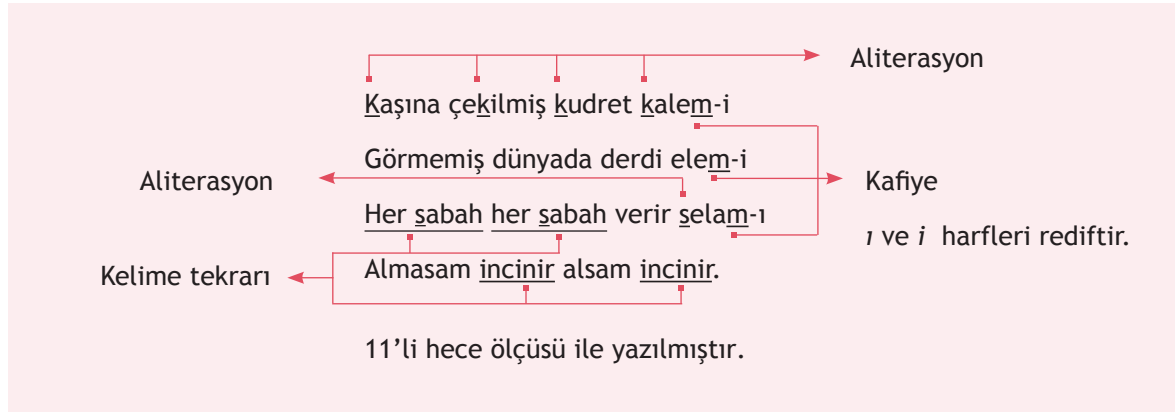 Aliterasyon
Kaşına çekilmiş kudret kalem-i
Görmemiş dünyada derdi elem-i
Aliterasyon
Kafiye
Her sabah her sabah verir selam-ı
ı ve i harfleri rediftir.
Kelime tekrarı
Almasam incinir alsam incinir.
11’li hece ölçüsü ile yazılmıştır.